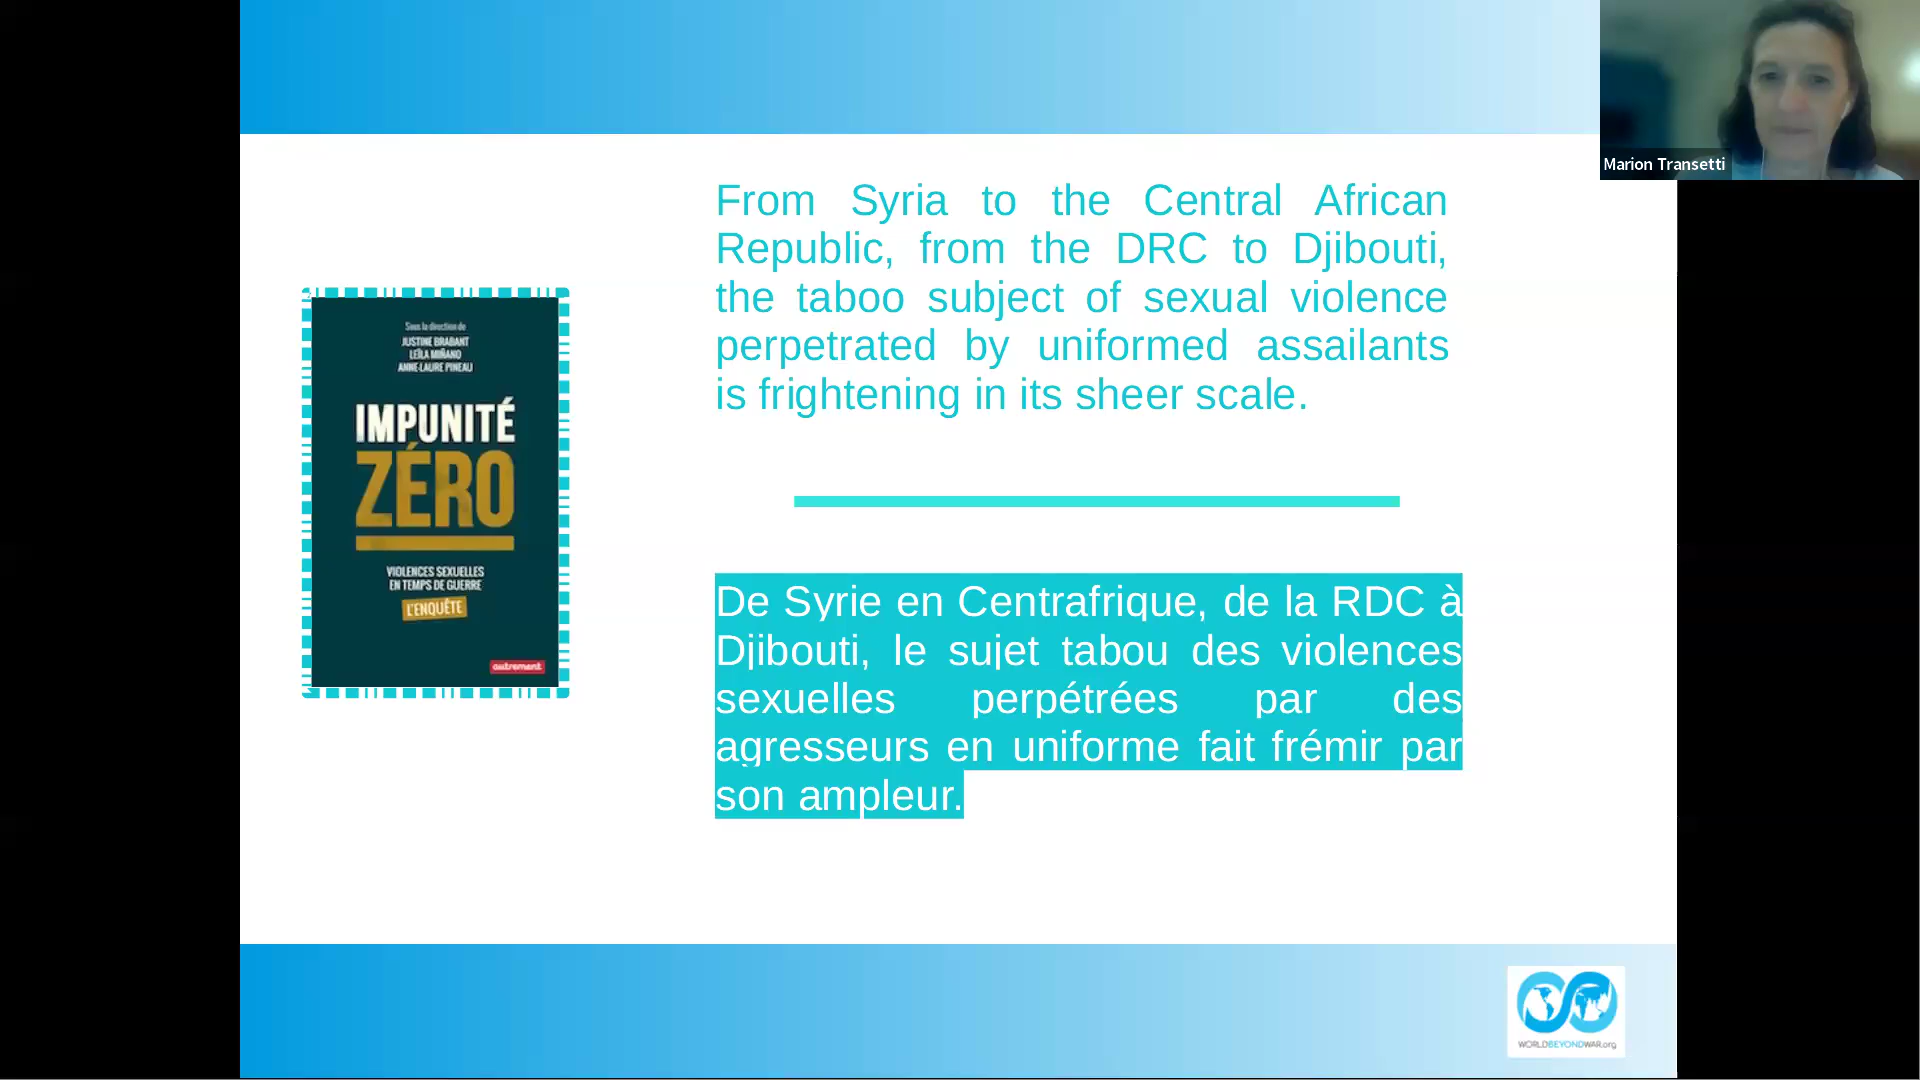 Marion Transetti
From Syria to the Central African
Republic, from the DRC to Djibouti,
the taboo subject of sexual violence
perpetrated by uniformed assailants
is frightening in its sheer scale.
Sous la direction de
JUSTINE BRABANT
LEÏLA MIÑANO
ANNE-LAURE PINEAU
IMPUNITÉ
ZÉRO
VIOLENCES SEXUELLES
EN TEMPS DE GUERRE
L'ENQUÊTE
autrement
De Syrie en Centrafrique, de la RDC à
Djibouti, le sujet tabou des violences
sexuelles perpétrées par des
agresseurs en uniforme fait frémir par
son ampleur.
WORLDBEYONDWAR.org